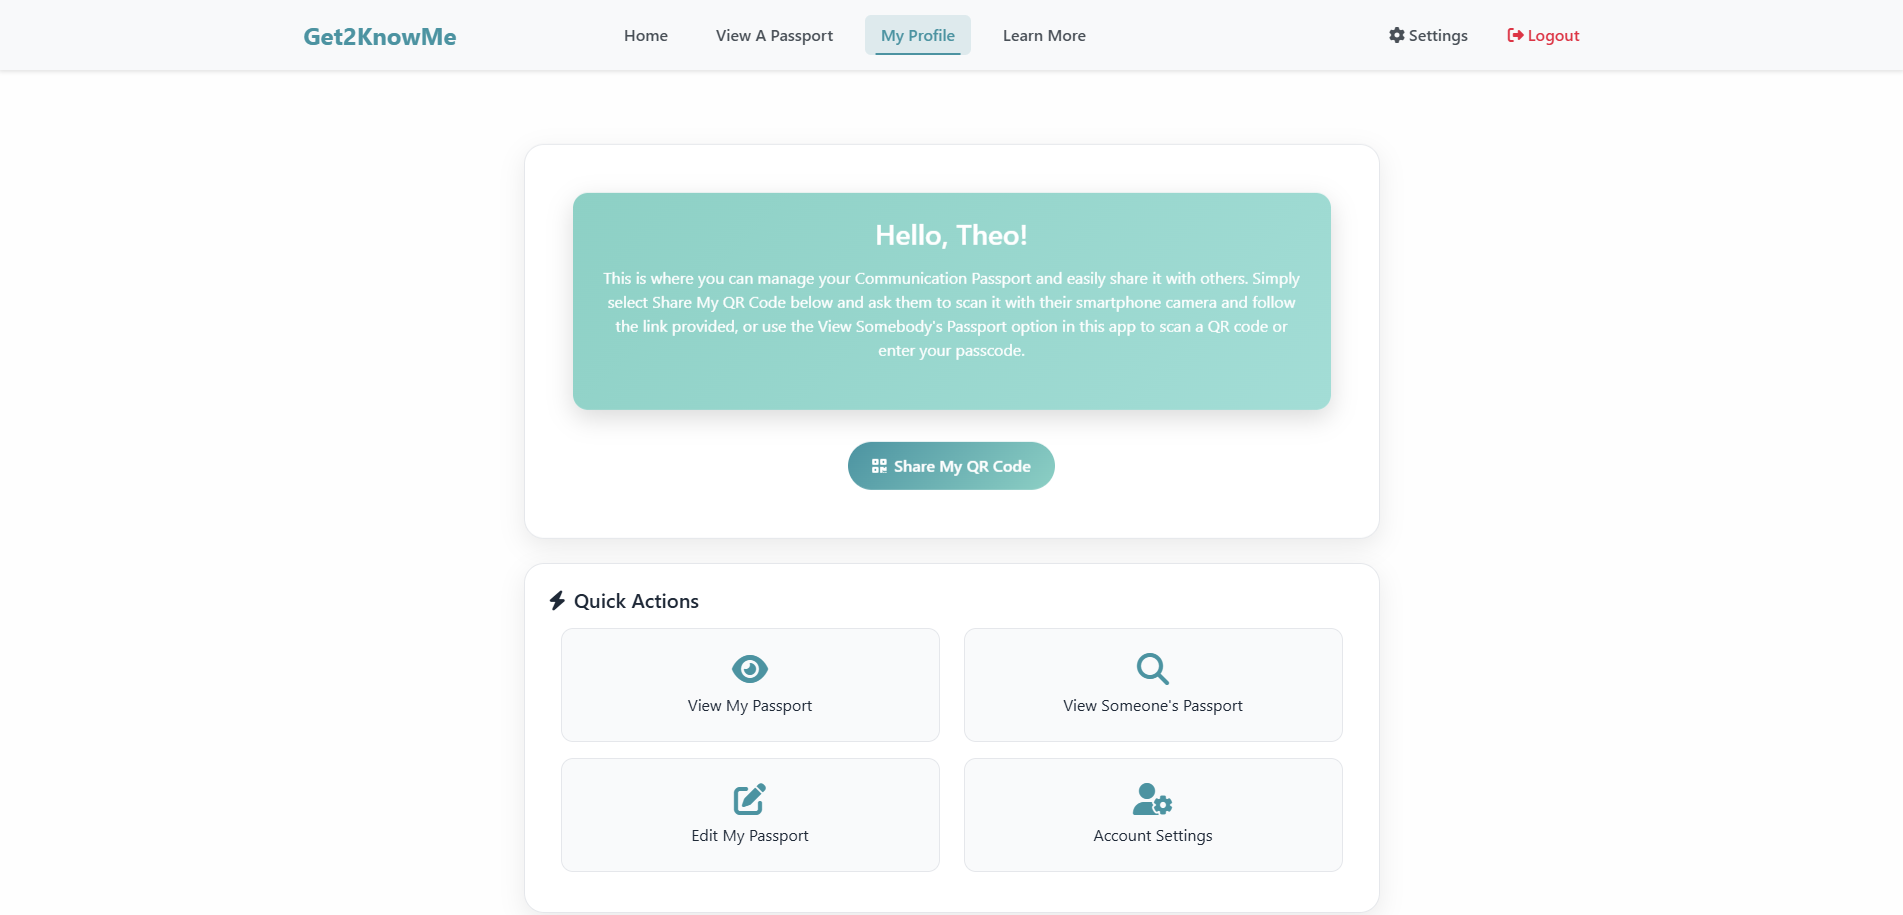 Get2KnowMe
Home
View A Passport
My Profile
Learn More
Settings
Logout
Hello, Theo!
This is where you can manage your Communication Passport and easily share it with others. Simply
select Share My QR Code below and ask them to scan it with their smartphone camera and follow
the link provided, or use the View Somebody's Passport option in this app to scan a QR code or
enter your passcode.
Share My QR Code
Quick Actions
View My Passport
View Someone's Passport
Edit My Passport
Account Settings